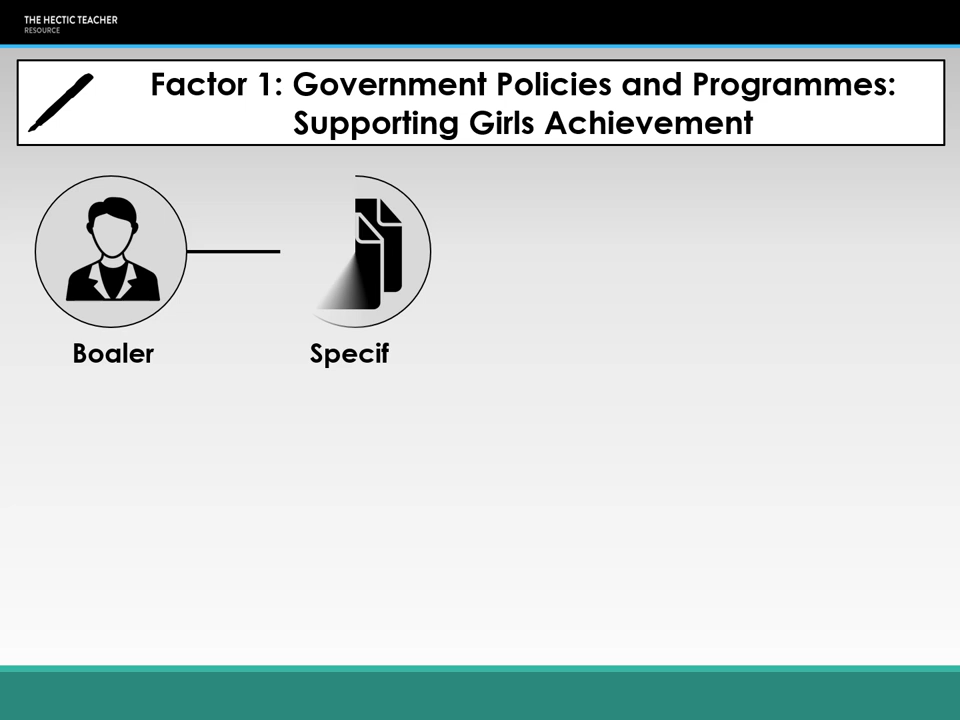 THE HECTIC TEACHER
RESOURCE
Factor 1: Government Policies and Programmes:
Supporting Girls Achievement
Boaler
Specif